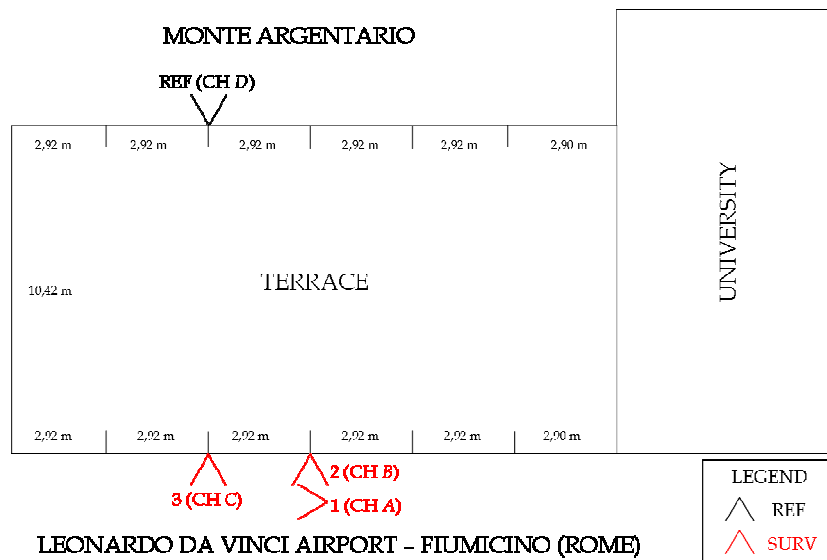 MONTE ARGENTARIO
REF (CH D)
2,92 m 2,92 m 2,92 m 2,92 m 2,92 m 2,90 m
UNIVERSITY
TERRACE
10,42 m
2,92 m 2,92 m 2,92 m 2,92 m 2,92 m 2,90 m
2 (CH B)
3 (CH C)
1 (CH A)
LEGEND
REF
SURV
LEONARDO DA VINCI AIRPORT – FIUMICINO (ROME)